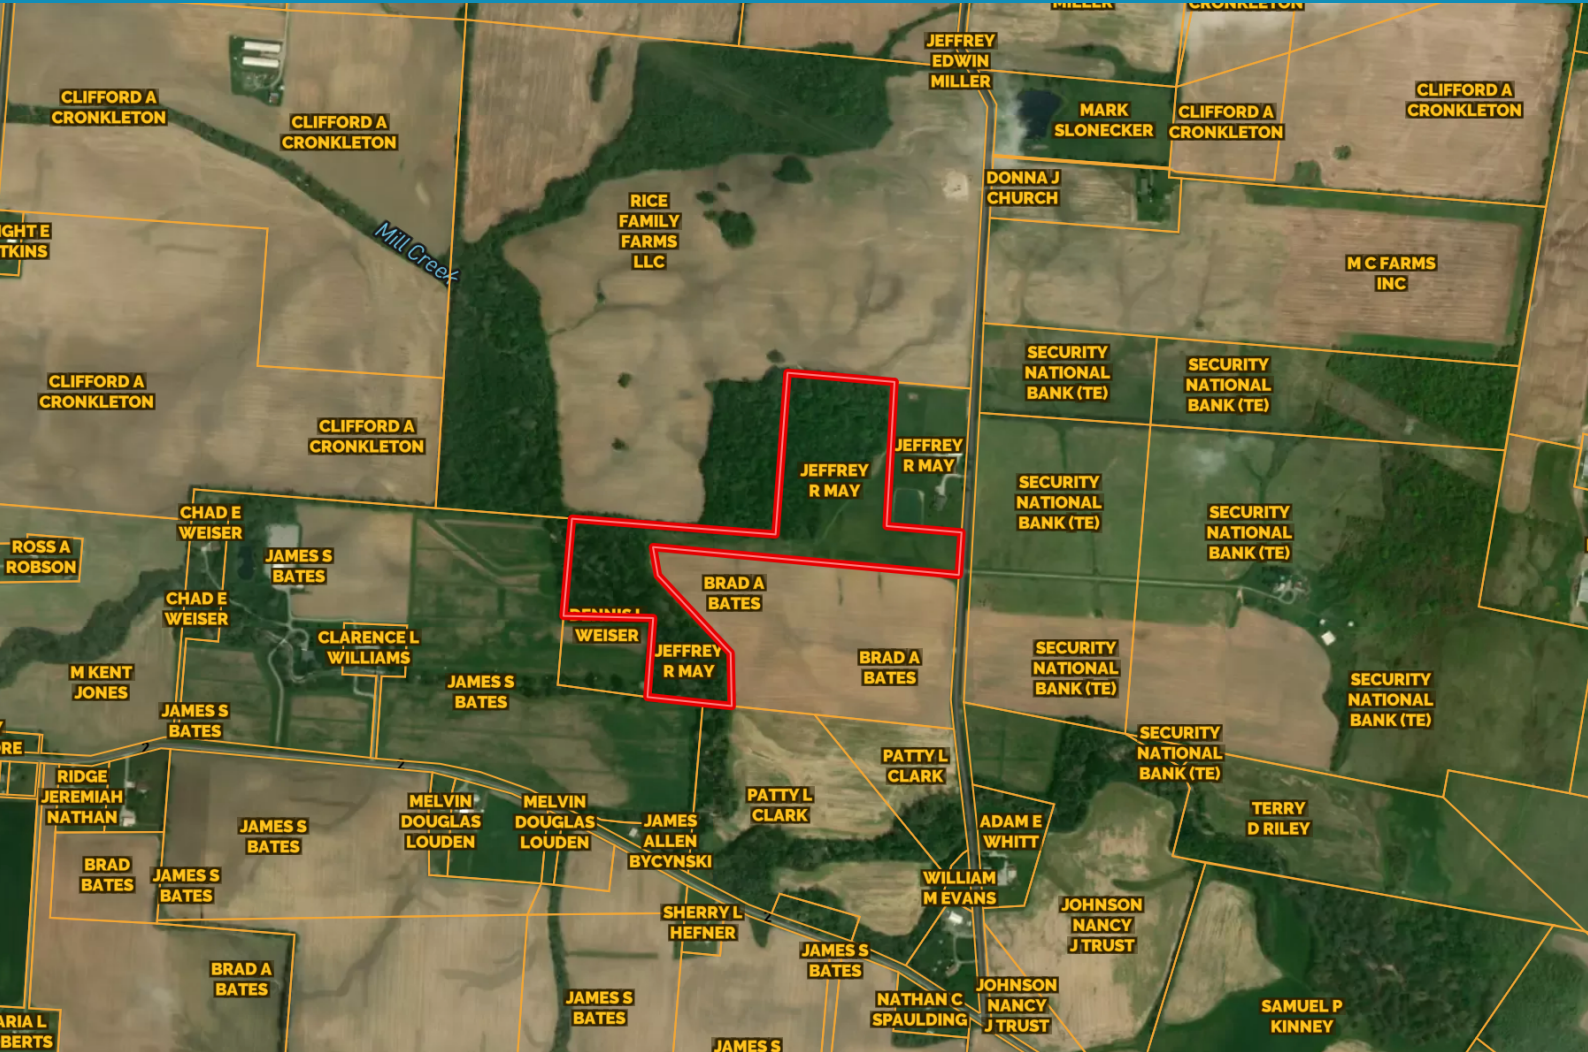 MILLER
CRONKLETON
JEFFREY
EDWIN
MILLER
CLIFFORD A
CRONKLETON
CLIFFORD A
CRONKLETON
MARK
SLONECKER
CLIFFORD A
CRONKLETON
CLIFFORD A
CRONKLETON
DONNA J
CHURCH
RICE
FAMILY
FARMS
LLC
Mill Creek
M C FARMS
INC
SECURITY
NATIONAL
BANK (TE)
SECURITY
NATIONAL
BANK (TE)
CLIFFORD A
CRONKLETON
CLIFFORD A
CRONKLETON
JEFFREY
R MAY
JEFFREY
R MAY
SECURITY
NATIONAL
BANK (TE)
SECURITY
NATIONAL
BANK (TE)
CHAD E
WEISER
ROSS A
ROBSON
JAMES S
BATES
CHAD E
WEISER
BRAD A
BATES
WEISER
CLARENCE L
WILLIAMS
JEFFREY
R MAY
BRAD A
BATES
SECURITY
NATIONAL
BANK (TE)
M KENT
JONES
JAMES S
BATES
SECURITY
NATIONAL
BANK (TE)
JAMES S
BATES
2
2
SECURITY
NATIONAL
BANK (TE)
PATTY L
CLARK
RIDGE
JEREMIAH
NATHAN
PATTY L
CLARK
MELVIN
DOUGLAS
LOUDEN
MELVIN
DOUGLAS
LOUDEN
TERRY
D RILEY
JAMES S
BATES
JAMES
ALLEN
BYCYNSKI
ADAM E
WHITT
BRAD
BATES
JAMES S
BATES
WILLIAM
M EVANS
SHERRY L
HEFNER
2
JOHNSON
NANCY
J TRUST
JAMES S
BATES
BRAD A
BATES
JAMES S
BATES
NATHAN C
SPAULDING
JOHNSON
NANCY
J TRUST
SAMUEL P
KINNEY
JAMES S